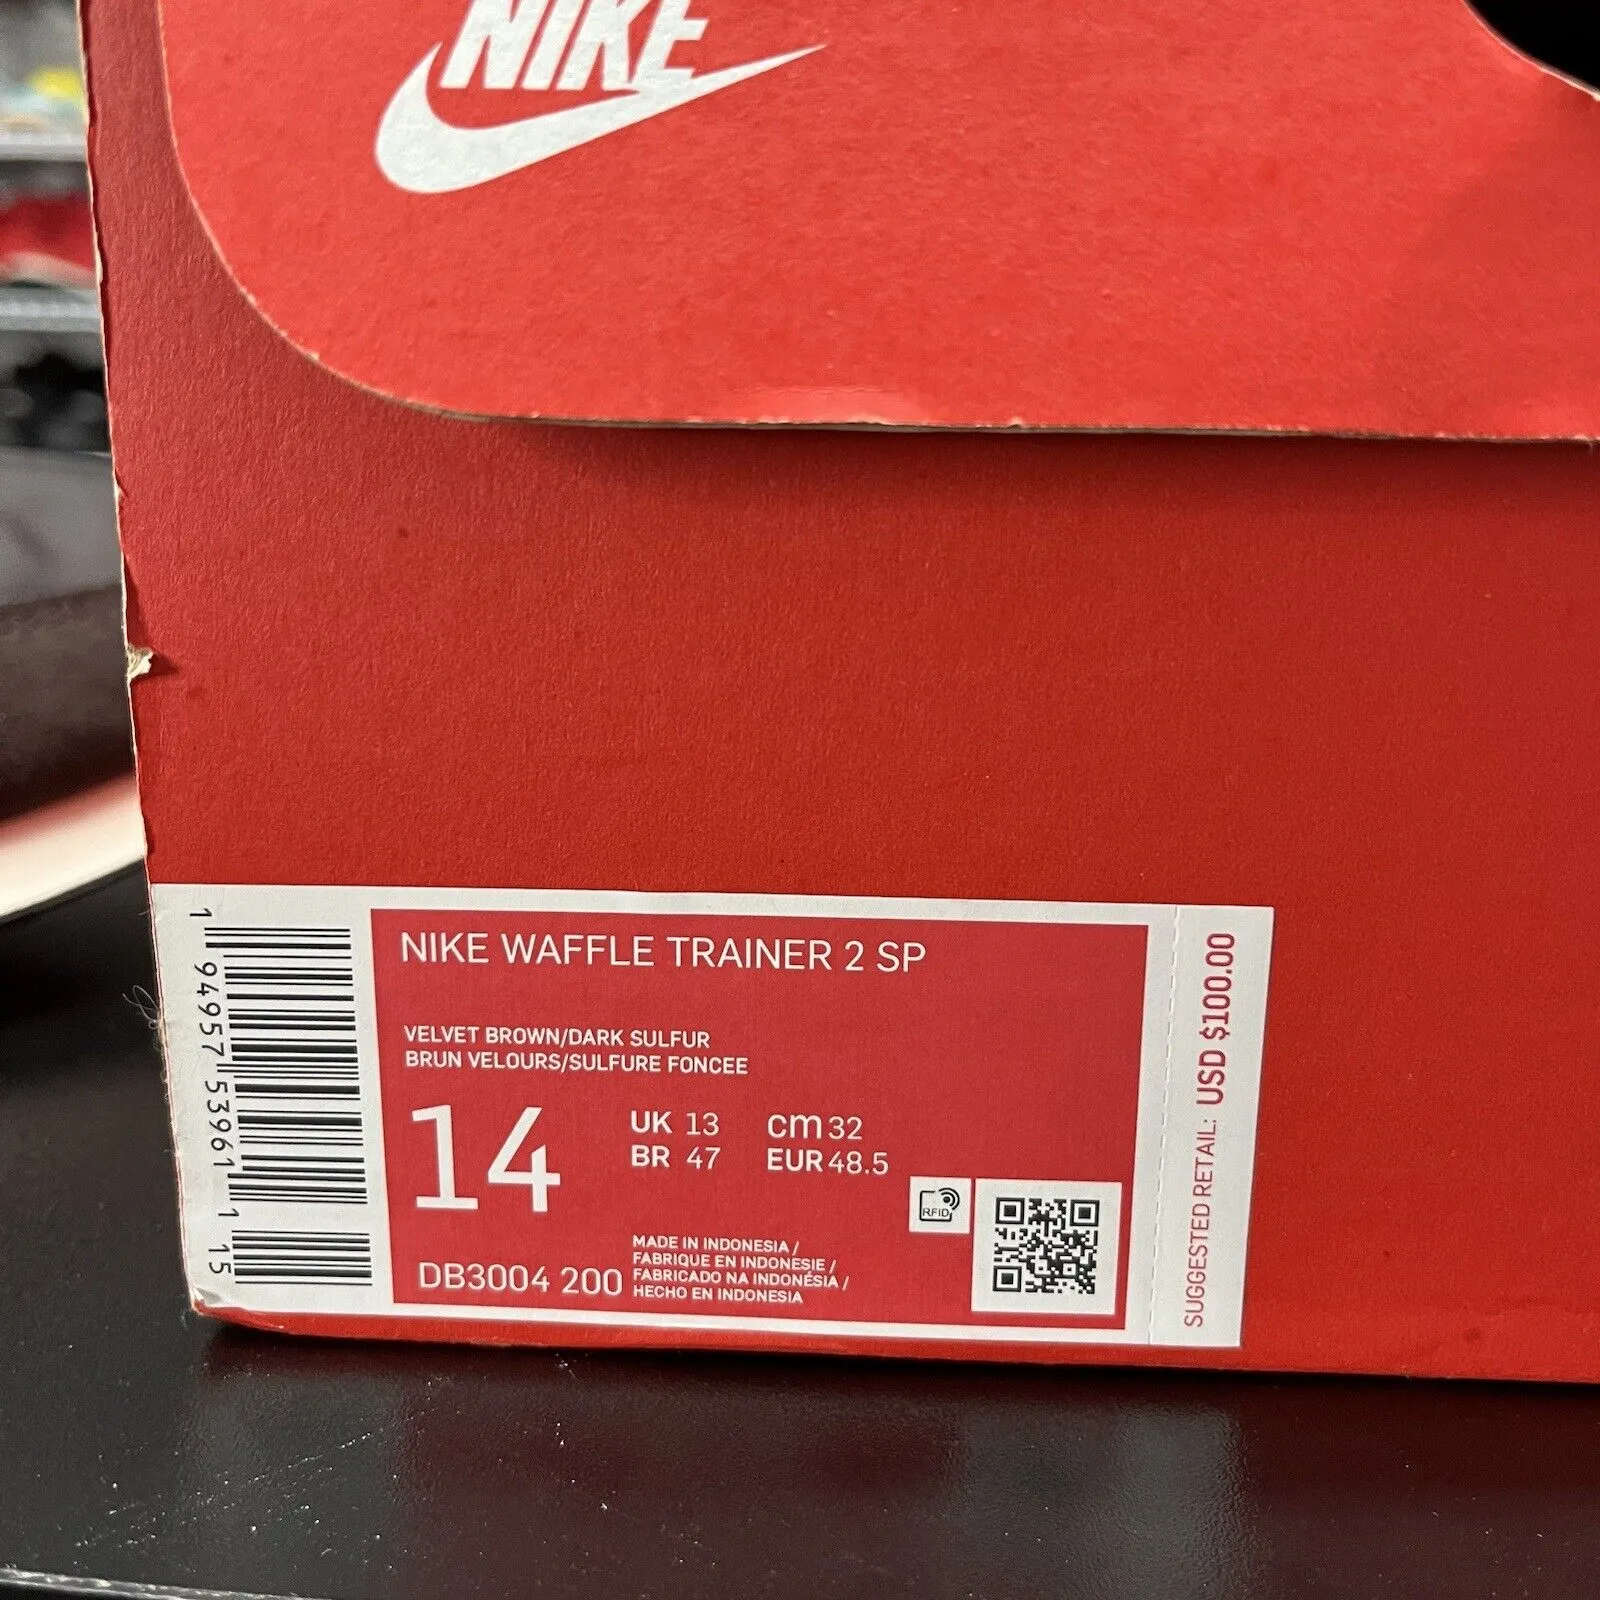 NIKE
NIKE WAFFLE TRAINER 2 SP
VELVET BROWN/DARK SULFUR
BRUN VELOURS/SULFURE FONCEE
14
UK 13 cm 32
BR 47 EUR 48.5
DB3004 200
MADE IN INDONESIA /
FABRIQUE EN INDONESIE /
FABRICADO NA INDONÉSIA /
HECHO EN INDONESIA
RFID
SUGGESTED RETAIL: USD $100.00
1 94957 53961 1 15